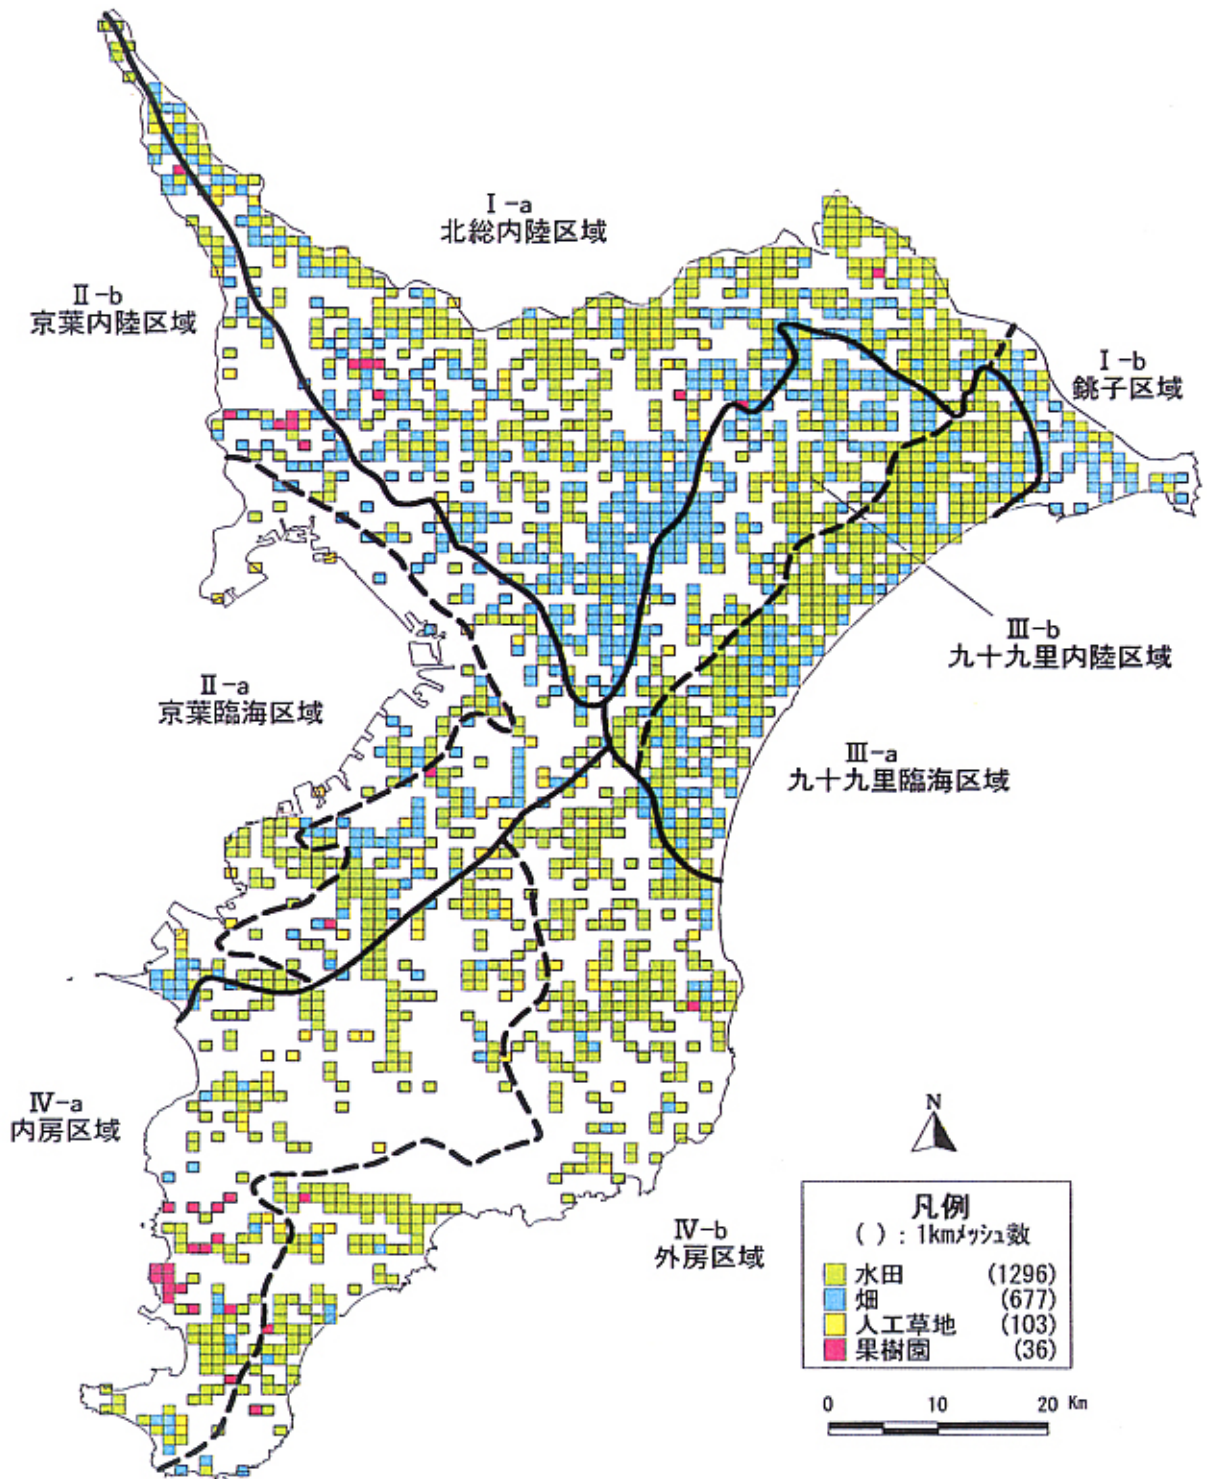 Ⅰ-a
北総内陸区域
Ⅱ-b
京葉内陸区域
Ⅰ-b
銚子区域
Ⅲ-b
九十九里内陸区域
Ⅱ-a
京葉臨海区域
Ⅲ-a
九十九里臨海区域
Ⅳ-a
内房区域
N
Ⅳ-b
外房区域
凡例
( ) : 1kmメッシュ数
水田 (1296)
畑 (677)
人工草地 (103)
果樹園 (36)
0 10 20 Km